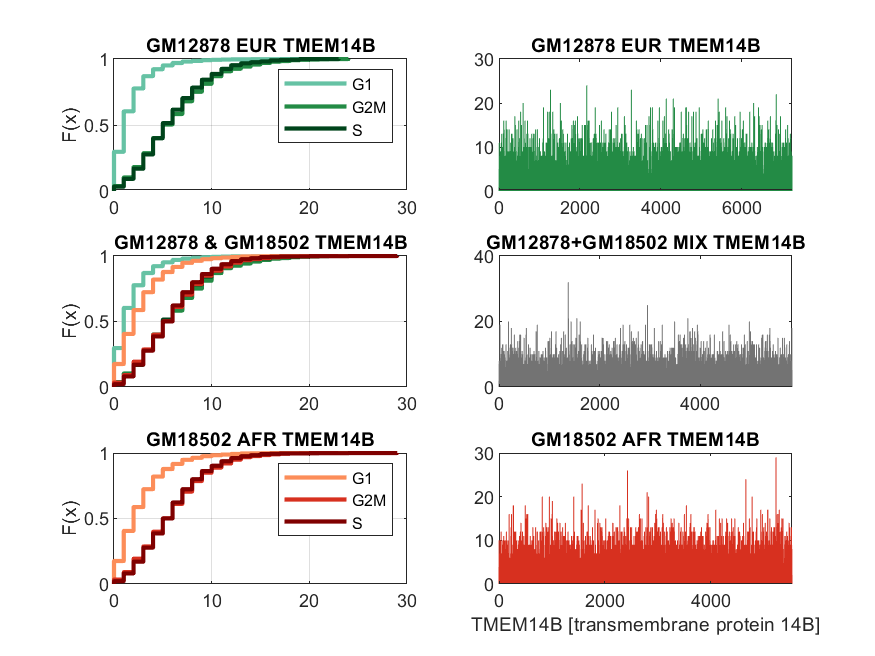 GM12878 EUR TMEM14B
F(x)
1
0.5
0
0 10 20 30
G1
G2M
S
GM12878 EUR TMEM14B
30
20
10
0
0 2000 4000 6000
GM12878 & GM18502 TMEM14B
F(x)
1
0.5
0
0 10 20 30
GM12878+GM18502 MIX TMEM14B
40
20
0
0 2000 4000
GM18502 AFR TMEM14B
F(x)
1
0.5
0
0 10 20 30
G1
G2M
S
GM18502 AFR TMEM14B
30
20
10
0
0 2000 4000
TMEM14B [transmembrane protein 14B]